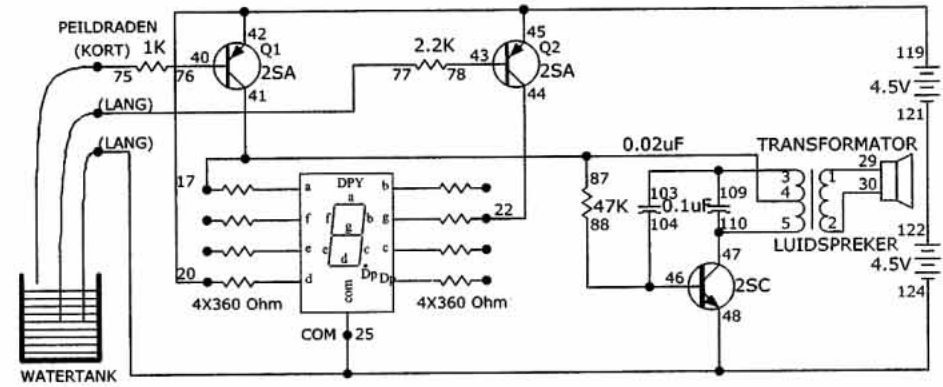 PEILDRADEN
(KORT)
1K
75
76
40
42
Q1
2SA
41
2.2K
77
78
43
45
Q2
2SA
44
119
4.5V
121
(LANG)
(LANG)
17
20
a
f
e
d
DPY
a
f
b
g
e
c
d
Dp
com
b
g
c
Dp
22
4X360 Ohm
4X360 Ohm
COM
25
87
47K
88
0.02uF
103
104
0.1uF
109
110
TRANSFORMATOR
3
4
5
1
2
29
30
LUIDSPREKER
122
4.5V
124
46
47
2SC
48
WATERTANK